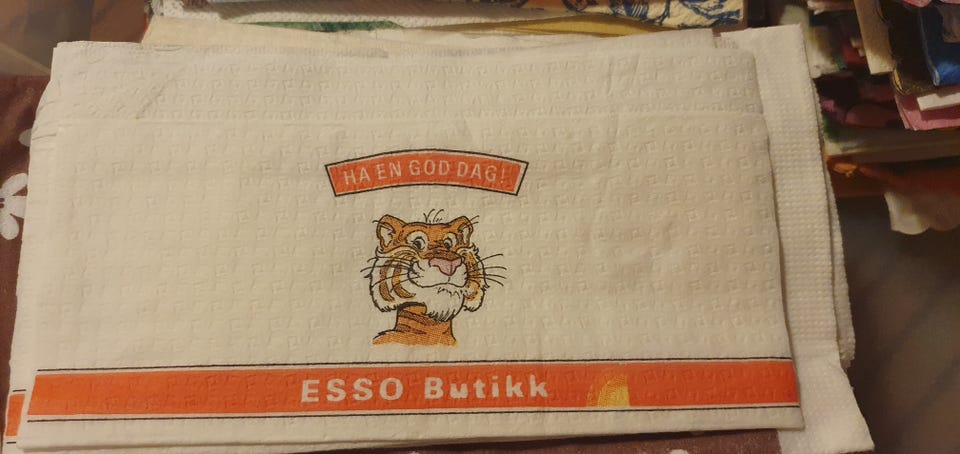 HA EN GOD DAG!
ESSO Butikk